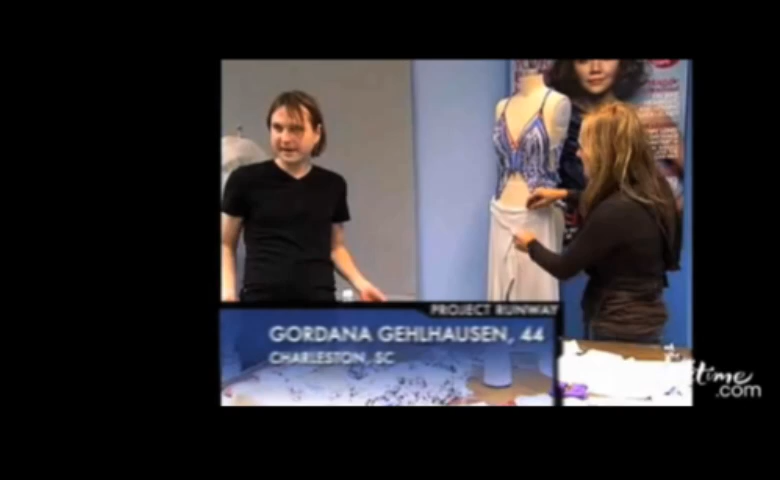 PROJECT RUNWAY
GORDANA GEHLHAUSEN, 44
CHARLESTON, SC
.com